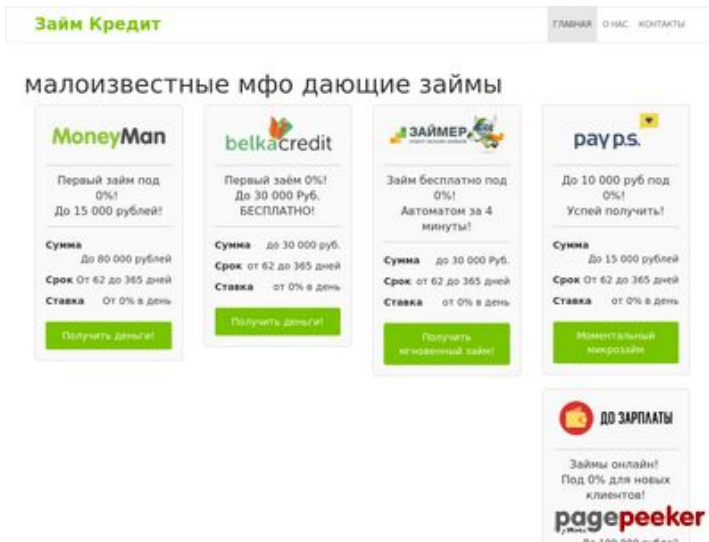 Займ Кредит
ГЛАВНАЯ О НАС КОНТАКТЫ
малоизвестные мфо дающие займы
MoneyMan
Первый займ под
0%!
До 15 000 рублей!
Сумма
До 80 000 рублей
Срок От 62 до 365 дней
Ставка От 0% в день
Получить деньги!
belkacredit
Первый заём 0%!
До 30 000 Руб.
БЕСПЛАТНО!
Сумма до 30 000 руб.
Срок от 62 до 365 дней
Ставка от 0% в день
Получить деньги!
ЗАЙМЕР
Займ бесплатно под
0%!
Автоматом за 4
минуты!
Сумма до 30 000 Руб.
Срок от 62 до 365 дней
Ставка от 0% в день
Получить
мгновенный займ!
pay p.s.
До 10 000 руб под
0%!
Успей получить!
Сумма
До 15 000 рублей
Срок От 62 до 365 дней
Ставка От 0% в день
Моментальный
микрозайм
ДО ЗАРПЛАТЫ
Займы онлайн!
Под 0% для новых
клиентов!
pagepeeker
До 100 000 рублей